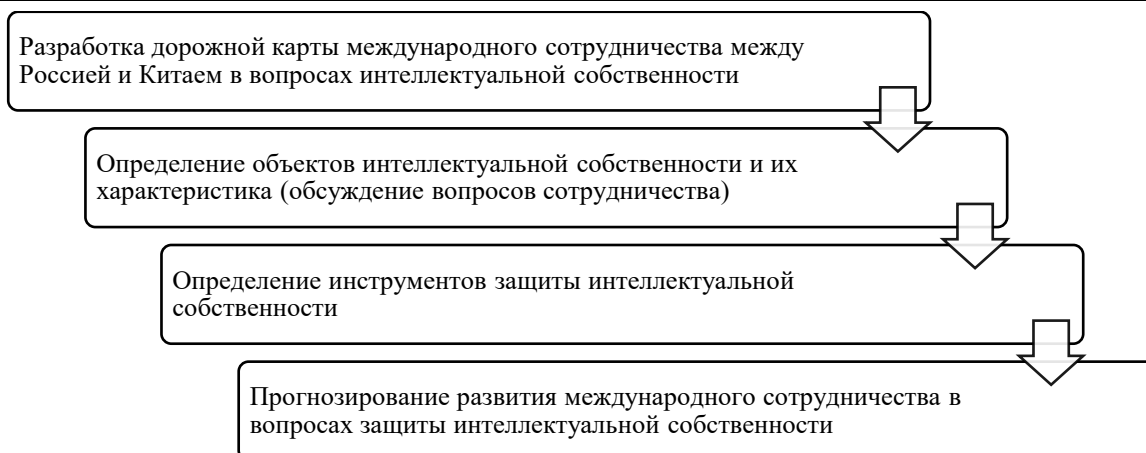 Разработка дорожной карты международного сотрудничества между
Россией и Китаем в вопросах интеллектуальной собственности
Определение объектов интеллектуальной собственности и их
характеристика (обсуждение вопросов сотрудничества)
Определение инструментов защиты интеллектуальной
собственности
Прогнозирование развития международного сотрудничества в
вопросах защиты интеллектуальной собственности